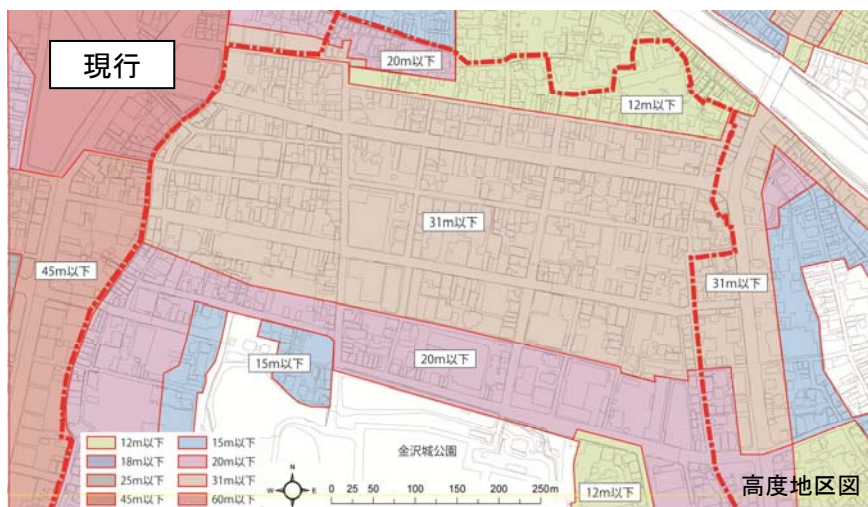 現行
20m以下
12m以下
31m以下
45m以下
31m以下
20m以下
15m以下
金沢城公園
12m以下
12m以下 15m以下
18m以下 20m以下
25m以下 31m以下
45m以下 60m以下
N
W E
S
0 25 50 100 150 200 250m
高度地区図